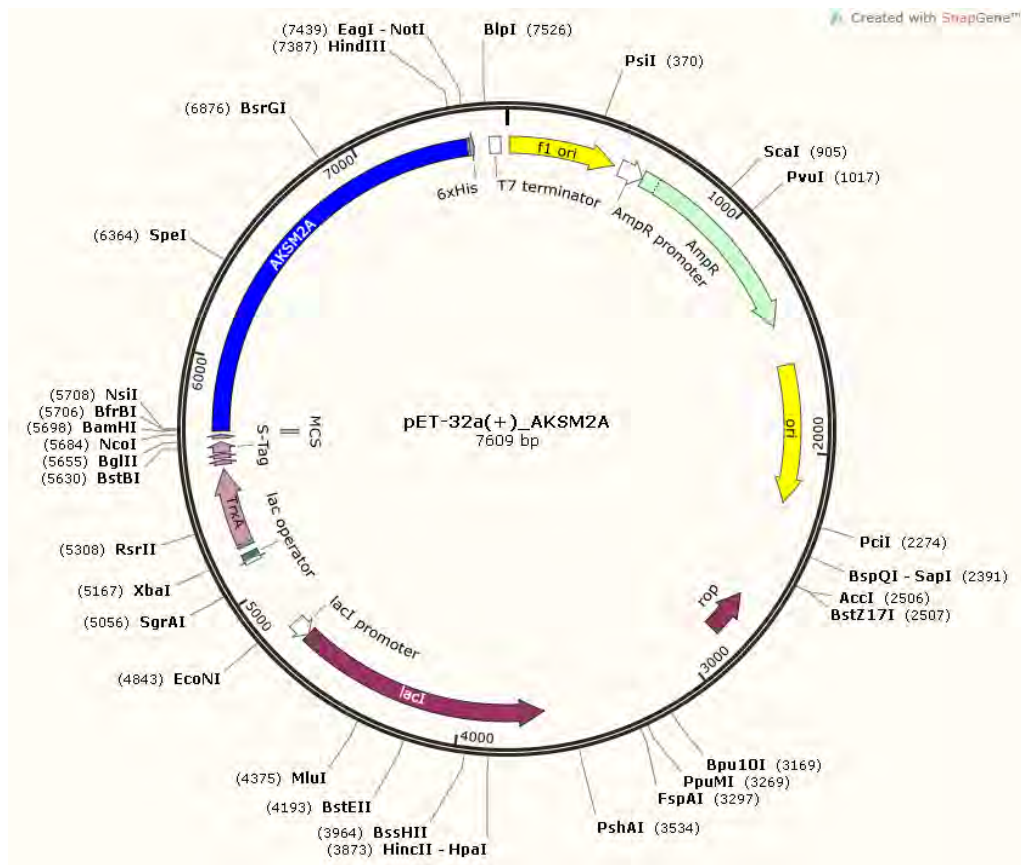 Created with SnapGene™
(7439) EagI - NotI
(7387) HindIII
BlpI (7526)
PsiI (370)
(6876) BsrGI
ScaI (905)
PvuI (1017)
(6364) SpeI
7000
1000
6xHis
T7 terminator
f1 ori
AmpR promoter
AmpR
AKSM2A
6000
2000
(5708) NsiI
(5706) BfrBI
(5698) BamHI
(5684) NcoI
(5655) BglII
(5630) BstBI
MCS
S-Tag
pET-32a(+)_AKSM2A
7609 bp
ori
TrxA
lac operator
(5308) RsrII
(5167) XbaI
(5056) SgrAI
(4843) EcoNI
5000
lacI promoter
lacI
rop
PciI (2274)
BspQI - SapI (2391)
AccI (2506)
BstZ17I (2507)
3000
4000
(4375) MluI
(4193) BstEII
(3964) BssHII
(3873) HincII - HpaI
Bpu10I (3169)
PpuMI (3269)
FspAI (3297)
PshAI (3534)